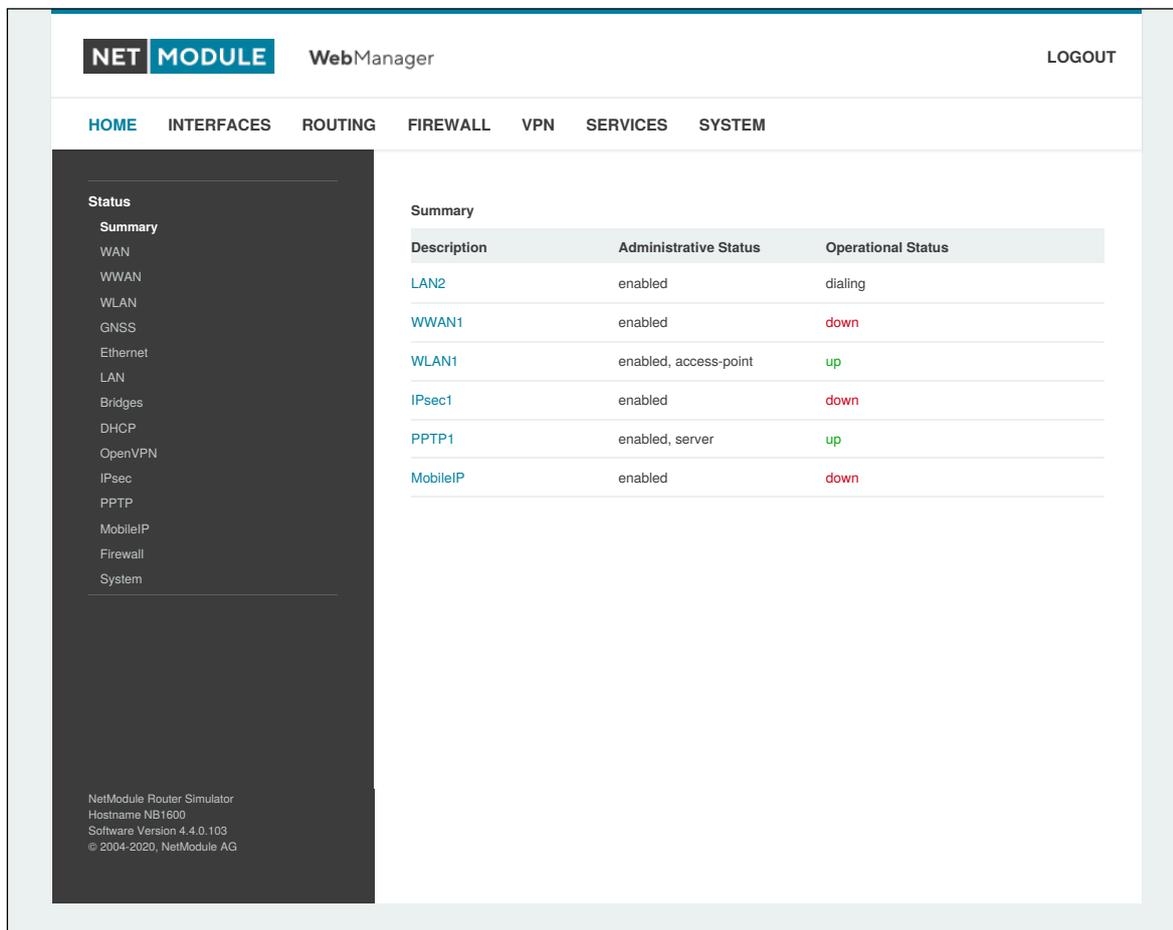 NET MODULE WebManager LOGOUT
HOME INTERFACES ROUTING FIREWALL VPN SERVICES SYSTEM
Status
Summary
WAN
WWAN
WLAN
GNSS
Ethernet
LAN
Bridges
DHCP
OpenVPN
IPsec
PPTP
MobileIP
Firewall
System
NetModule Router Simulator
Hostname NB1600
Software Version 4.4.0.103
© 2004-2020, NetModule AG
Summary
Description Administrative Status Operational Status
LAN2 enabled dialing
WWAN1 enabled down
WLAN1 enabled, access-point up
IPsec1 enabled down
PPTP1 enabled, server up
MobileIP enabled down